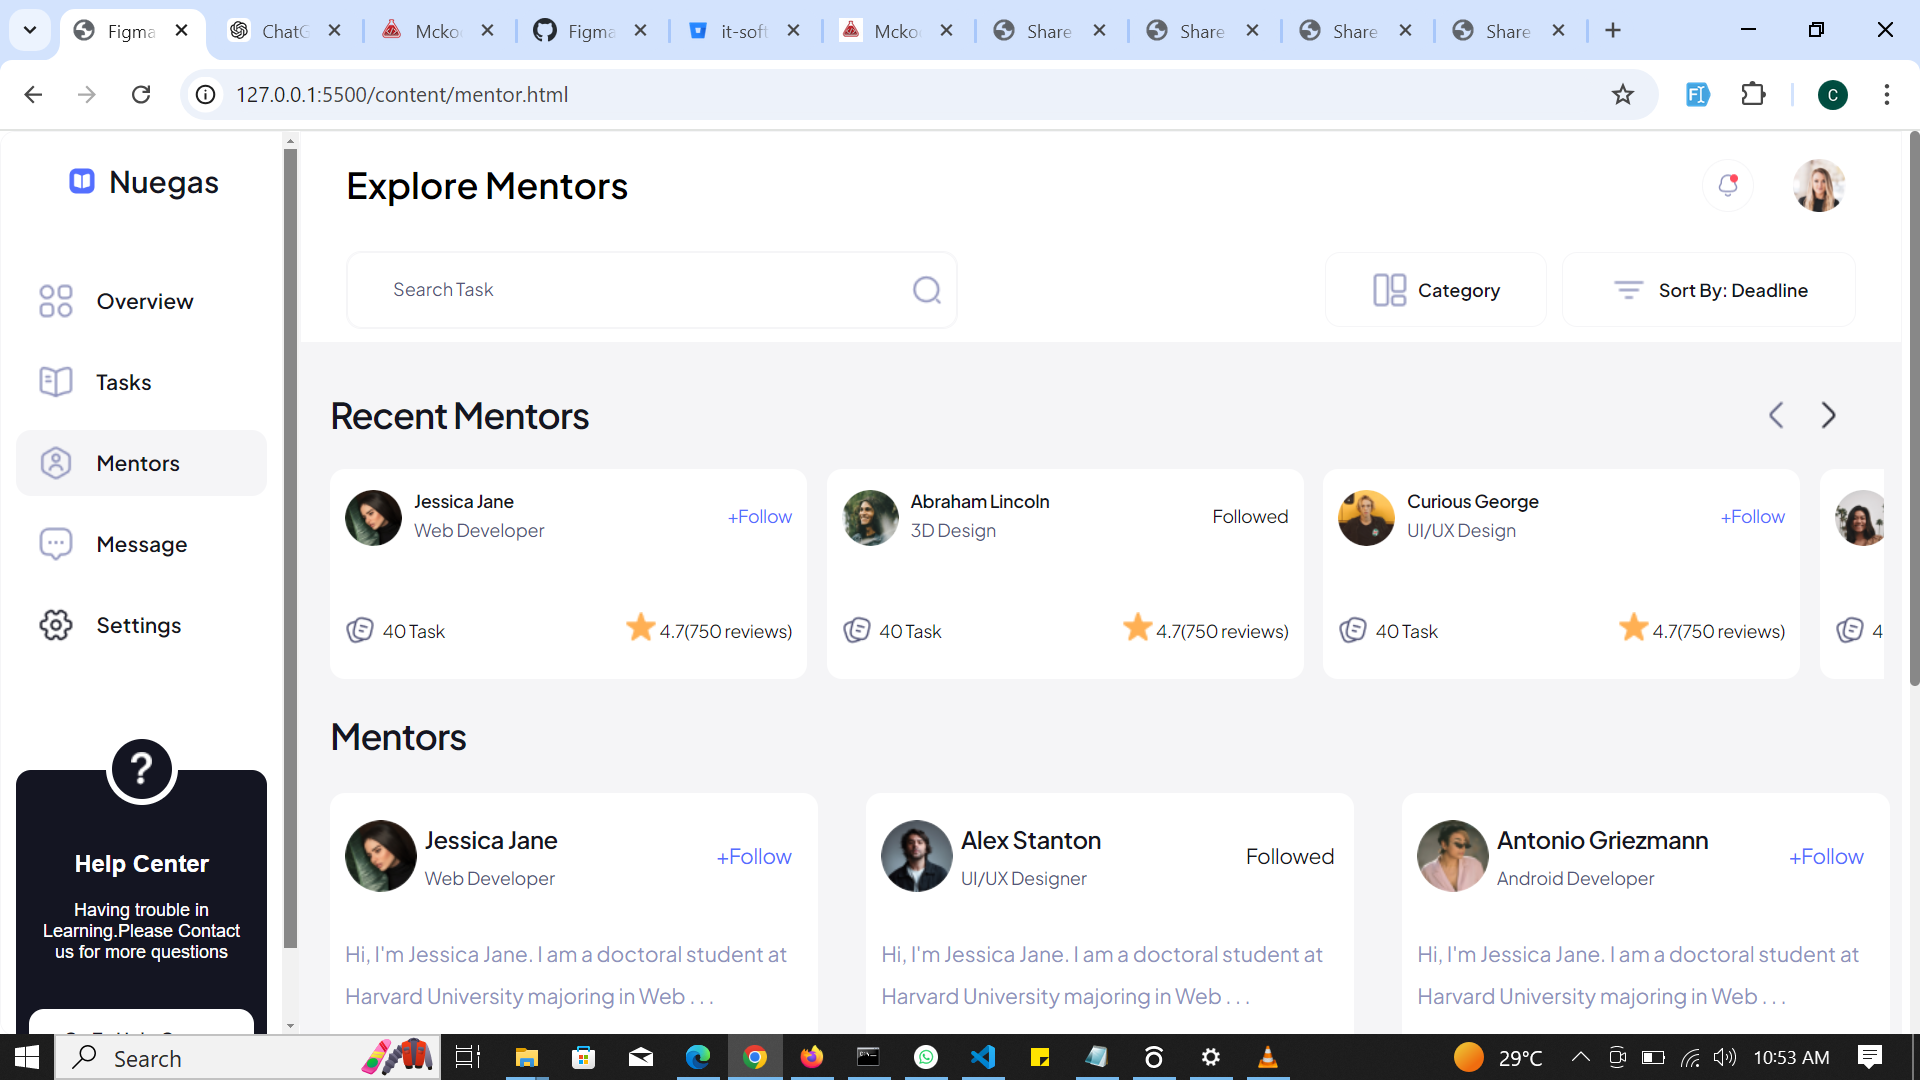 Figma
ChatG
Mcko
Figma
it-soft
Mcko
Share
Share
Share
Share
127.0.0.1:5500/content/mentor.html
C
Nuegas
Explore Mentors
Search Task
Category
Sort By: Deadline
Overview
Tasks
Mentors
Message
Settings
Recent Mentors
Jessica Jane
Web Developer
+Follow
40 Task
4.7(750 reviews)
Abraham Lincoln
3D Design
Followed
40 Task
4.7(750 reviews)
Curious George
UI/UX Design
+Follow
40 Task
4.7(750 reviews)
4
Mentors
Jessica Jane
Web Developer
+Follow
Hi, I'm Jessica Jane. I am a doctoral student at
Harvard University majoring in Web . . .
Alex Stanton
UI/UX Designer
Followed
Hi, I'm Jessica Jane. I am a doctoral student at
Harvard University majoring in Web . . .
Antonio Griezmann
Android Developer
+Follow
Hi, I'm Jessica Jane. I am a doctoral student at
Harvard University majoring in Web . . .
?
Help Center
Having trouble in
Learning.Please Contact
us for more questions
Search
29°C
10:53 AM